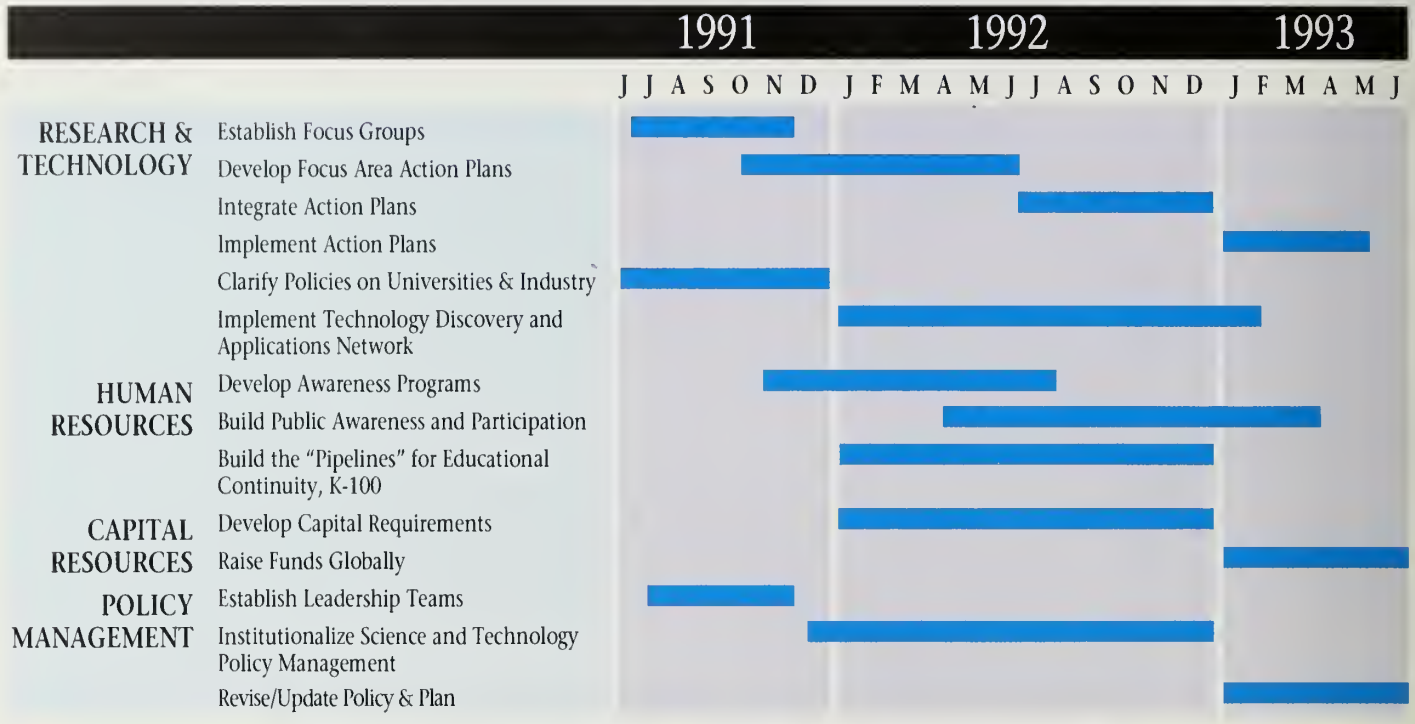 1991 1992 1993
J J A S O N D J F M A M J J A S O N D J F M A M J
RESEARCH &
TECHNOLOGY
Establish Focus Groups
Develop Focus Area Action Plans
Integrate Action Plans
Implement Action Plans
Clarify Policies on Universities & Industry
Implement Technology Discovery and
Applications Network
HUMAN
RESOURCES
Develop Awareness Programs
Build Public Awareness and Participation
Build the “Pipelines” for Educational
Continuity, K-100
CAPITAL
RESOURCES
Develop Capital Requirements
Raise Funds Globally
POLICY
MANAGEMENT
Establish Leadership Teams
Institutionalize Science and Technology
Policy Management
Revise/Update Policy & Plan